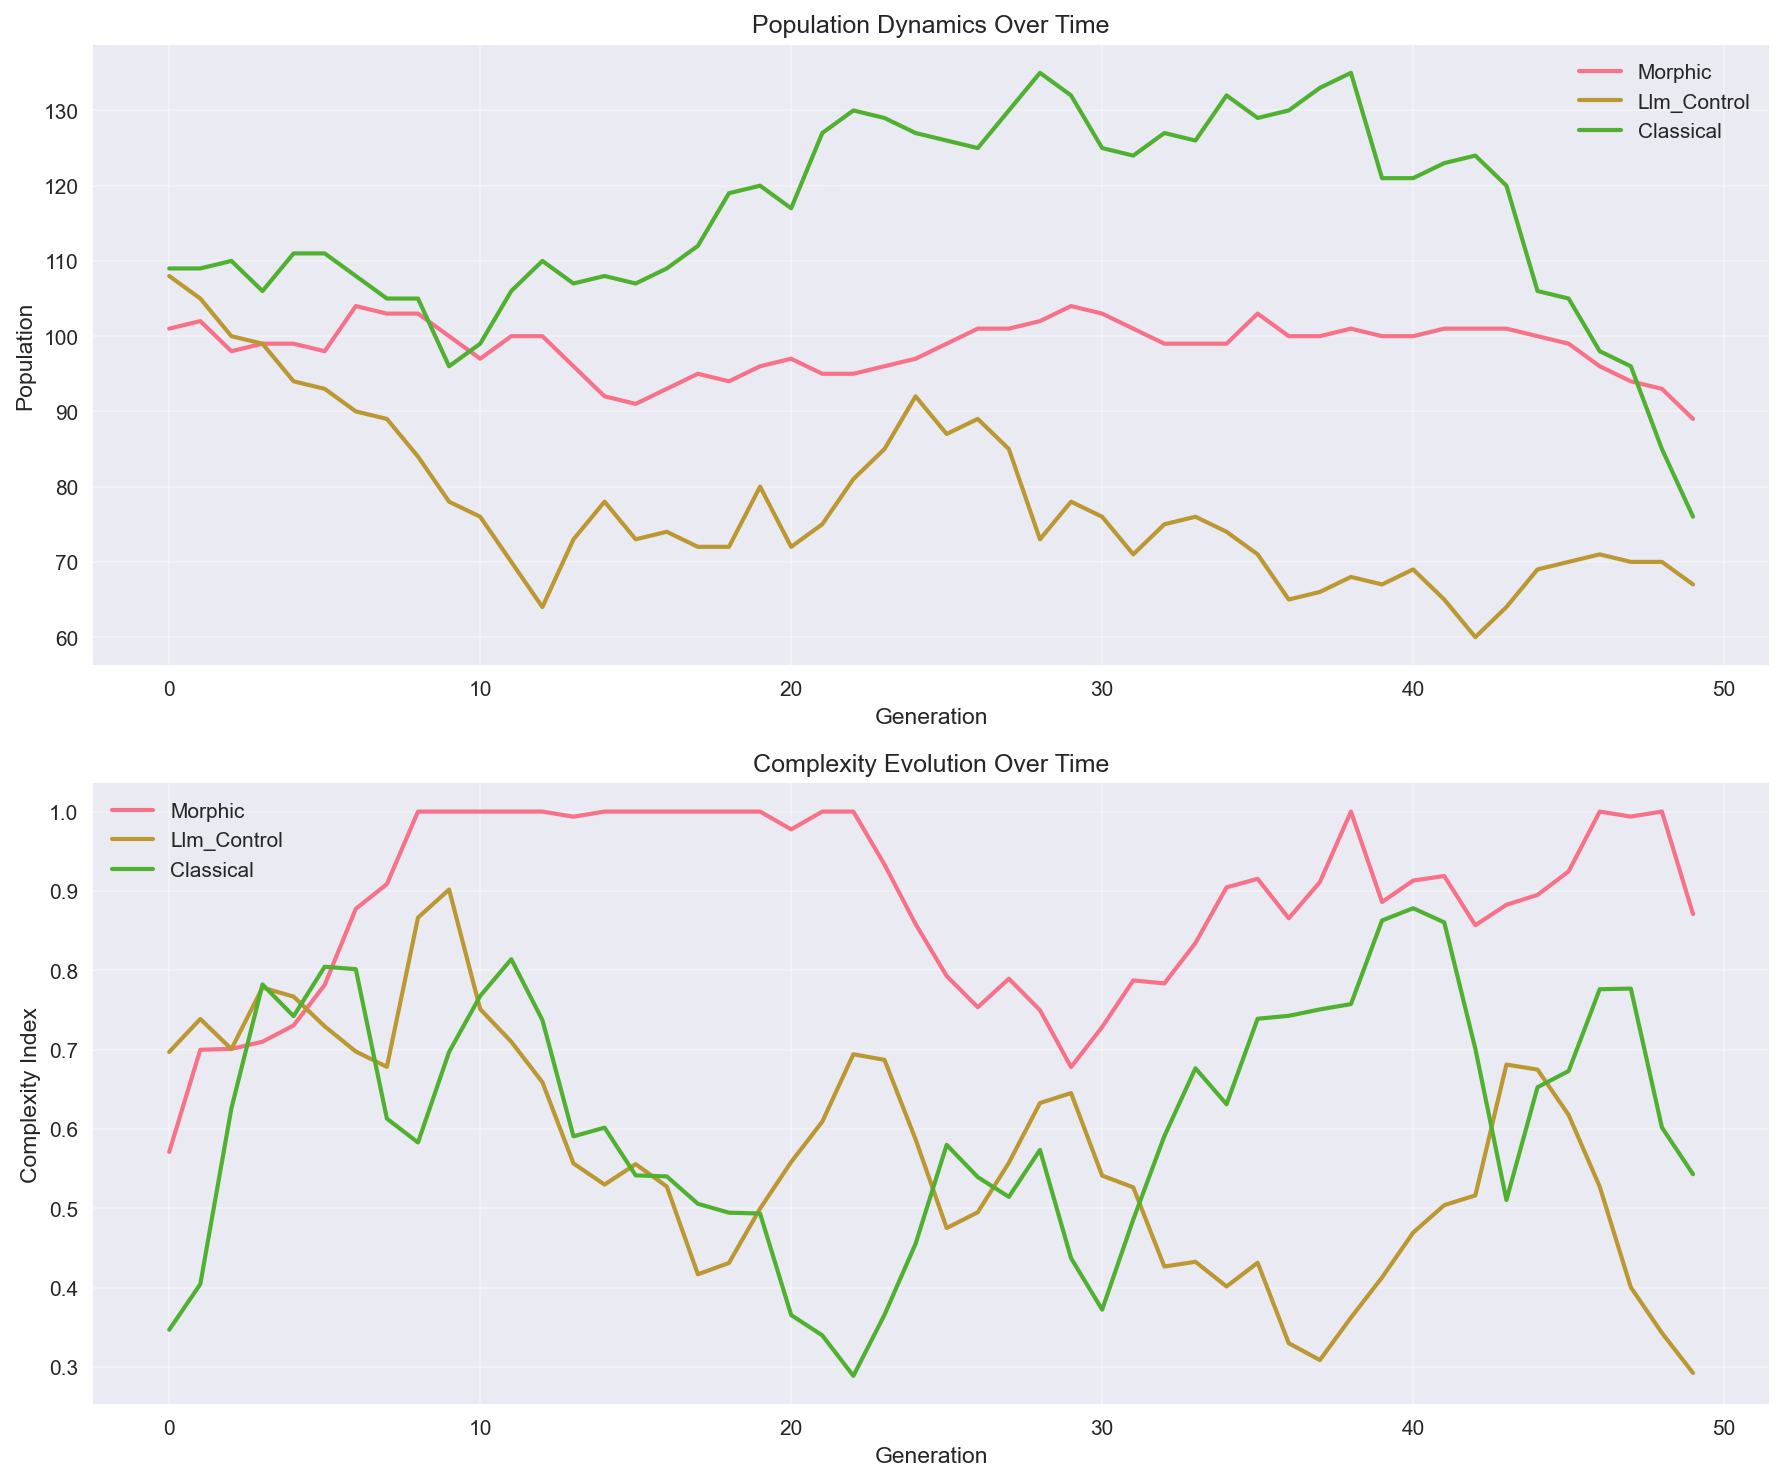 Population Dynamics Over Time
Morphic
Llm_Control
Classical
130
120
110
100
90
80
70
60
Population
0 10 20 30 40 50
Generation
Complexity Evolution Over Time
Morphic
Llm_Control
Classical
1.0
0.9
0.8
0.7
0.6
0.5
0.4
0.3
Complexity Index
0 10 20 30 40 50
Generation